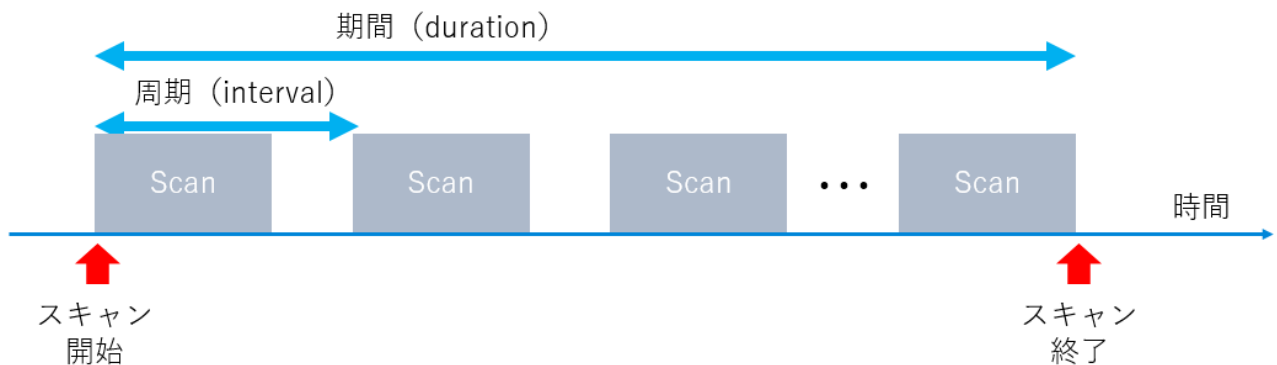 期間（duration）
周期（interval）
Scan
Scan
Scan
•••
Scan
時間
スキャン
開始
スキャン
終了